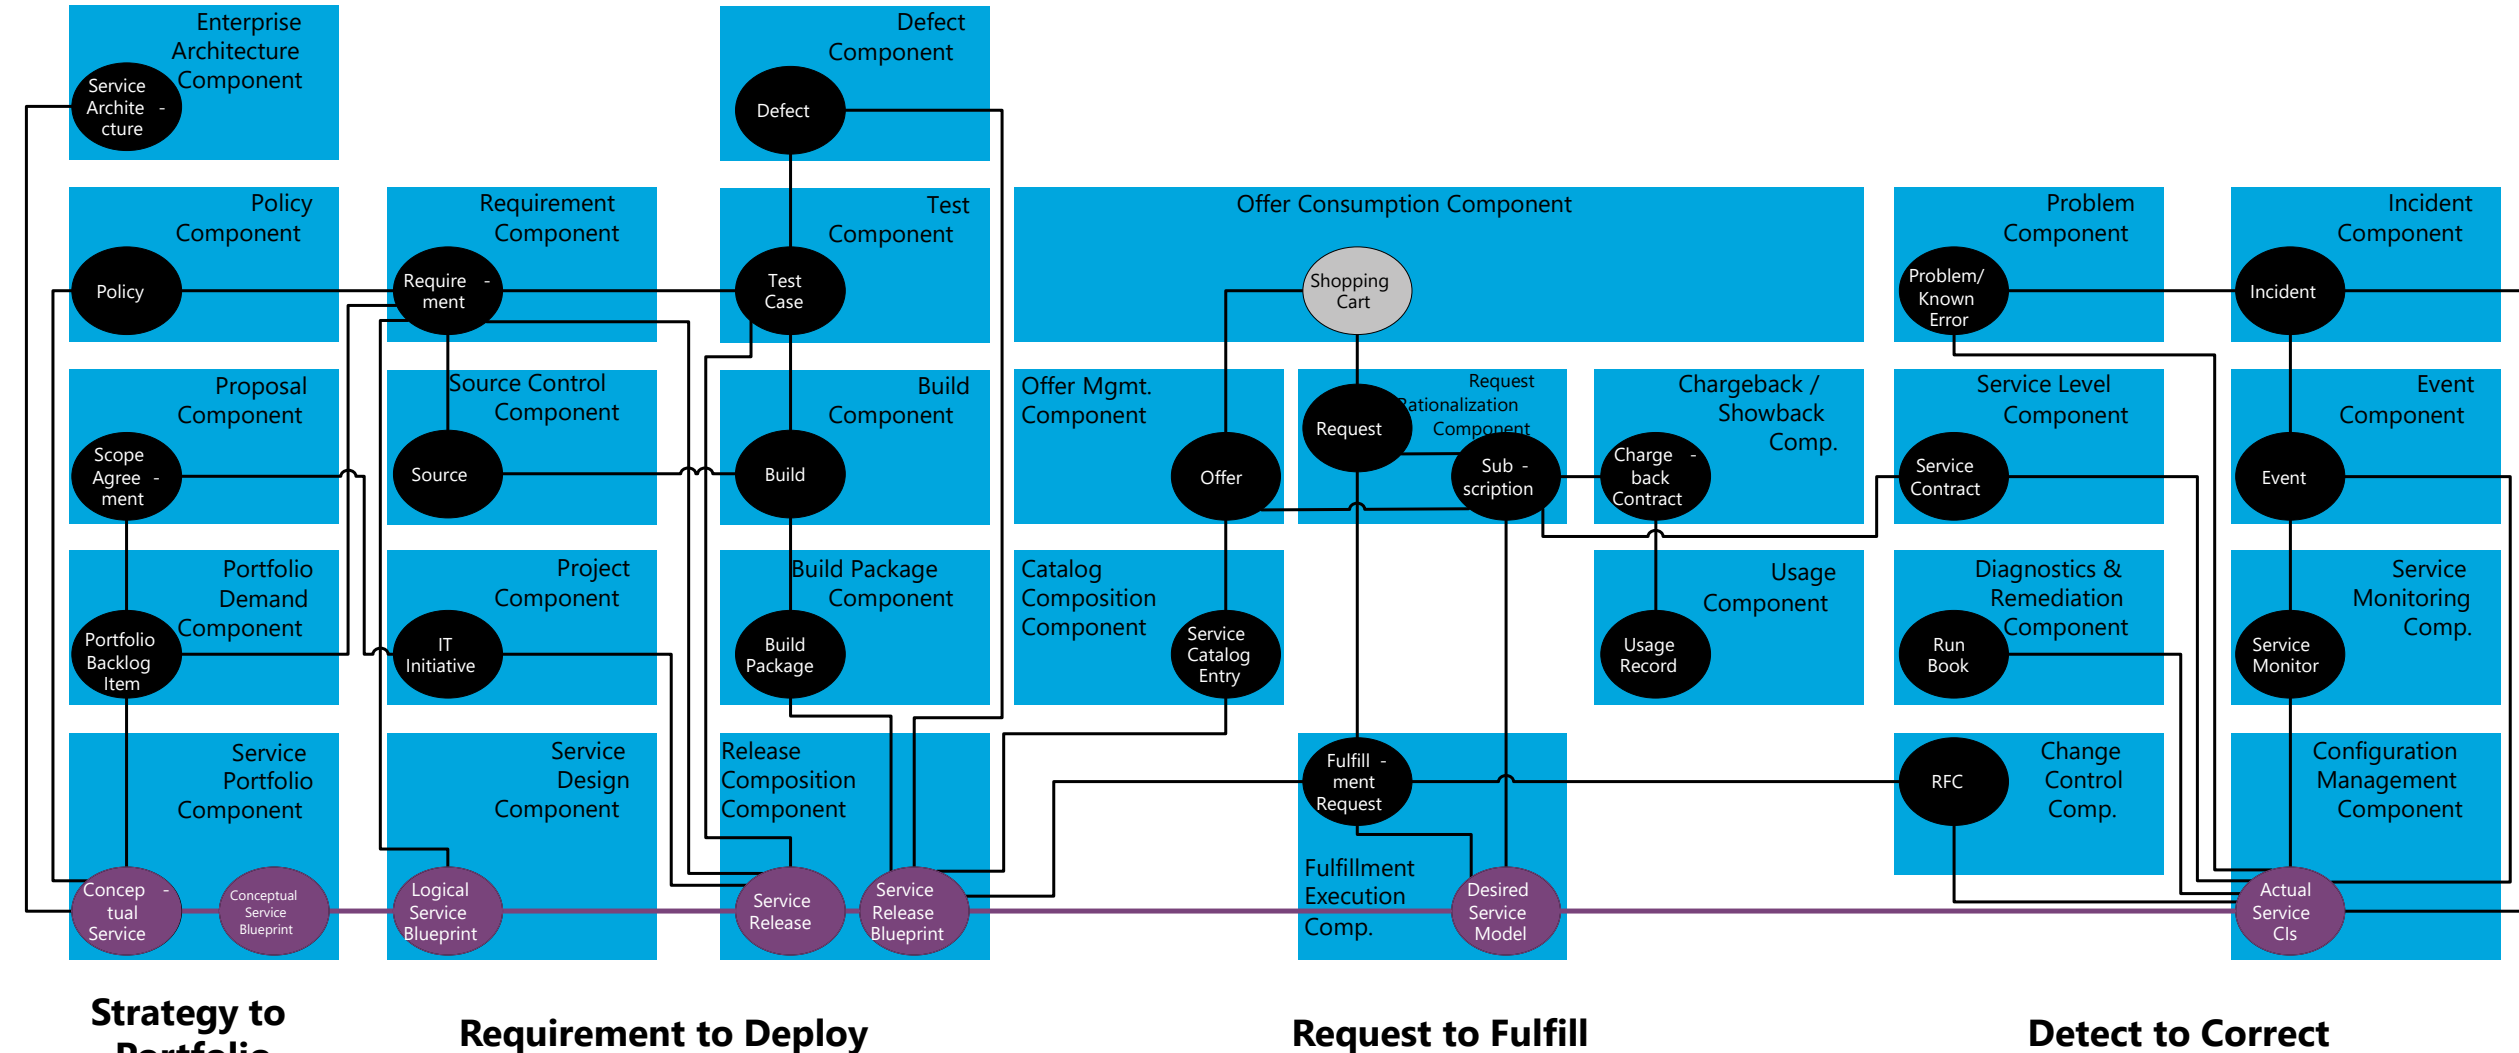 Enterprise
Architecture
Component
Service
Archite -
cture
Defect
Component
Defect
Policy
Component
Policy
Requirement
Component
Require -
ment
Test
Component
Test
Case
Offer Consumption Component
Shopping
Cart
Problem
Component
Problem/
Known
Error
Incident
Component
Incident
Proposal
Component
Scope
Agree -
ment
Source Control
Component
Source
Build
Component
Build
Offer Mgmt.
Component
Offer
Request
Rationalization
Component
Request
Sub -
scription
Chargeback /
Showback
Comp.
Charge -
back
Contract
Service Level
Component
Service
Contract
Event
Component
Event
Portfolio
Demand
Component
Portfolio
Backlog
Item
Project
Component
IT
Initiative
Build Package
Component
Build
Package
Catalog
Composition
Component
Service
Catalog
Entry
Usage
Component
Usage
Record
Diagnostics &
Remediation
Component
Run
Book
Service
Monitoring
Comp.
Service
Monitor
Service
Portfolio
Component
Concep -
tual
Service
Conceptual
Service
Blueprint
Service
Design
Component
Logical
Service
Blueprint
Release
Composition
Component
Service
Release
Service
Release
Blueprint
Fulfill -
ment
Request
Fulfillment
Execution
Comp.
Desired
Service
Model
Change
Control
Comp.
RFC
Configuration
Management
Component
Actual
Service
CIs
Strategy to
Portfolio
Requirement to Deploy
Request to Fulfill
Detect to Correct